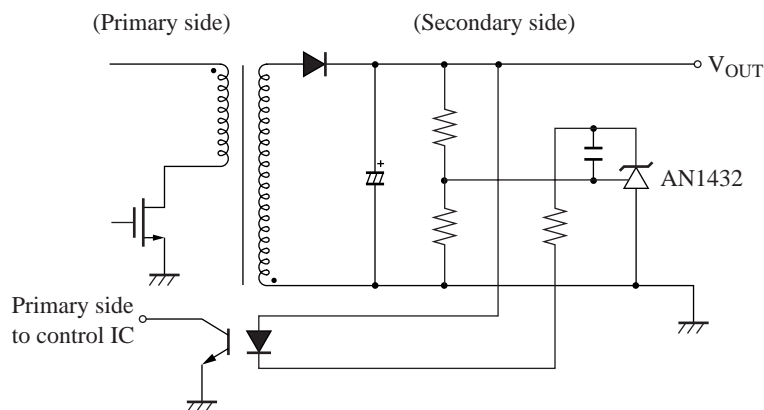 (Primary side)
(Secondary side)
VOUT
+
AN1432
Primary side
to control IC